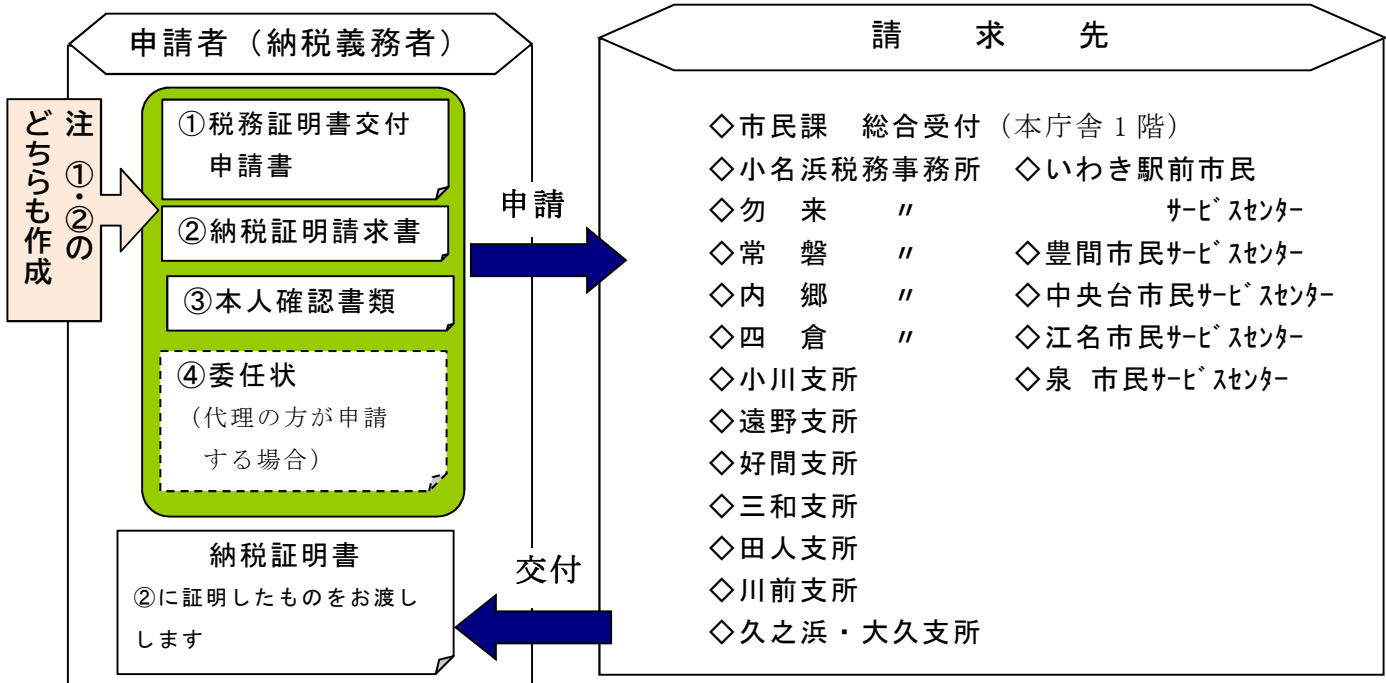 申請者（納税義務者）
注 ①・②の
どちらも作成
①税務証明書交付
申請書
②納税証明請求書
③本人確認書類
④委任状
（代理の方が申請
する場合）
申請
納税証明書
②に証明したものをお渡し
します
交付
請 求 先
◇市民課 総合受付（本庁舎1階）
◇小名浜税務事務所 ◇いわき駅前市民
◇勿 来 〃 ｻｰﾋﾞｽｾﾝﾀｰ
◇常 磐 〃 ◇豊間市民ｻｰﾋﾞｽｾﾝﾀｰ
◇内 郷 〃 ◇中央台市民ｻｰﾋﾞｽｾﾝﾀｰ
◇四 倉 〃 ◇江名市民ｻｰﾋﾞｽｾﾝﾀｰ
◇小川支所 ◇泉 市民ｻｰﾋﾞｽｾﾝﾀｰ
◇遠野支所
◇好間支所
◇三和支所
◇田人支所
◇川前支所
◇久之浜・大久支所